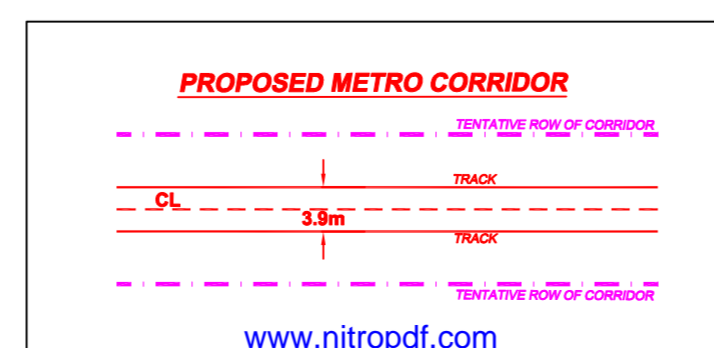 PROPOSED METRO CORRIDOR
TENTATIVE ROW OF CORRIDOR
TRACK
CL
3.9m
TRACK
TENTATIVE ROW OF CORRIDOR
www.nitropdf.com